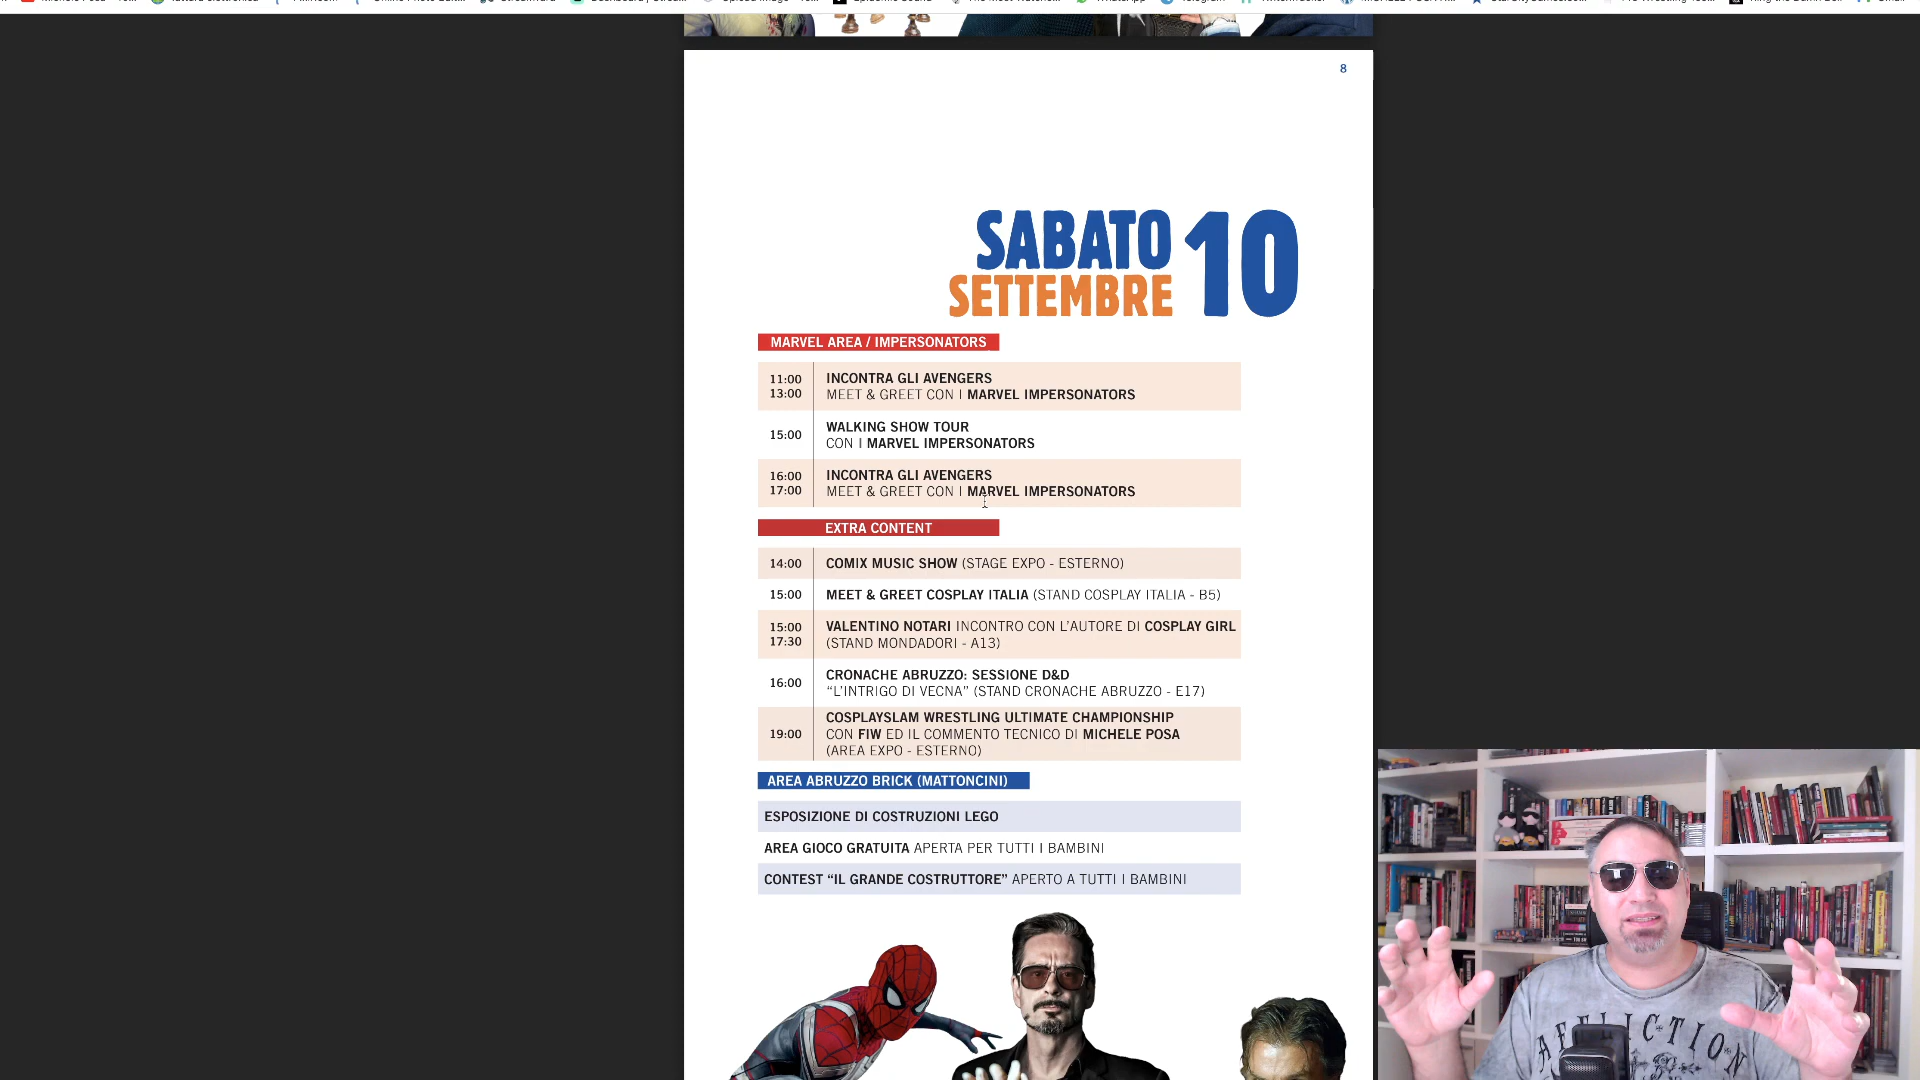 8
SABATO 10
SETTEMBRE
MARVEL AREA / IMPERSONATORS
11:00
13:00
INCONTRA GLI AVENGERS
MEET & GREET CON I MARVEL IMPERSONATORS
15:00
WALKING SHOW TOUR
CON I MARVEL IMPERSONATORS
16:00
17:00
INCONTRA GLI AVENGERS
MEET & GREET CON I MARVEL IMPERSONATORS
EXTRA CONTENT
14:00 COMIX MUSIC SHOW (STAGE EXPO - ESTERNO)
15:00 MEET & GREET COSPLAY ITALIA (STAND COSPLAY ITALIA - B5)
15:00
17:30
VALENTINO NOTARI INCONTRO CON L'AUTORE DI COSPLAY GIRL
(STAND MONDADORI - A13)
16:00
CRONACHE ABRUZZO: SESSIONE D&D
“L'INTRIGO DI VECNA” (STAND CRONACHE ABRUZZO - E17)
19:00
COSPLAYSLAM WRESTLING ULTIMATE CHAMPIONSHIP
CON FIW ED IL COMMENTO TECNICO DI MICHELE POSA
(AREA EXPO - ESTERNO)
AREA ABRUZZO BRICK (MATTONCINI)
ESPOSIZIONE DI COSTRUZIONI LEGO
AREA GIOCO GRATUITA APERTA PER TUTTI I BAMBINI
CONTEST “IL GRANDE COSTRUTTORE” APERTO A TUTTI I BAMBINI
AFFLICTION